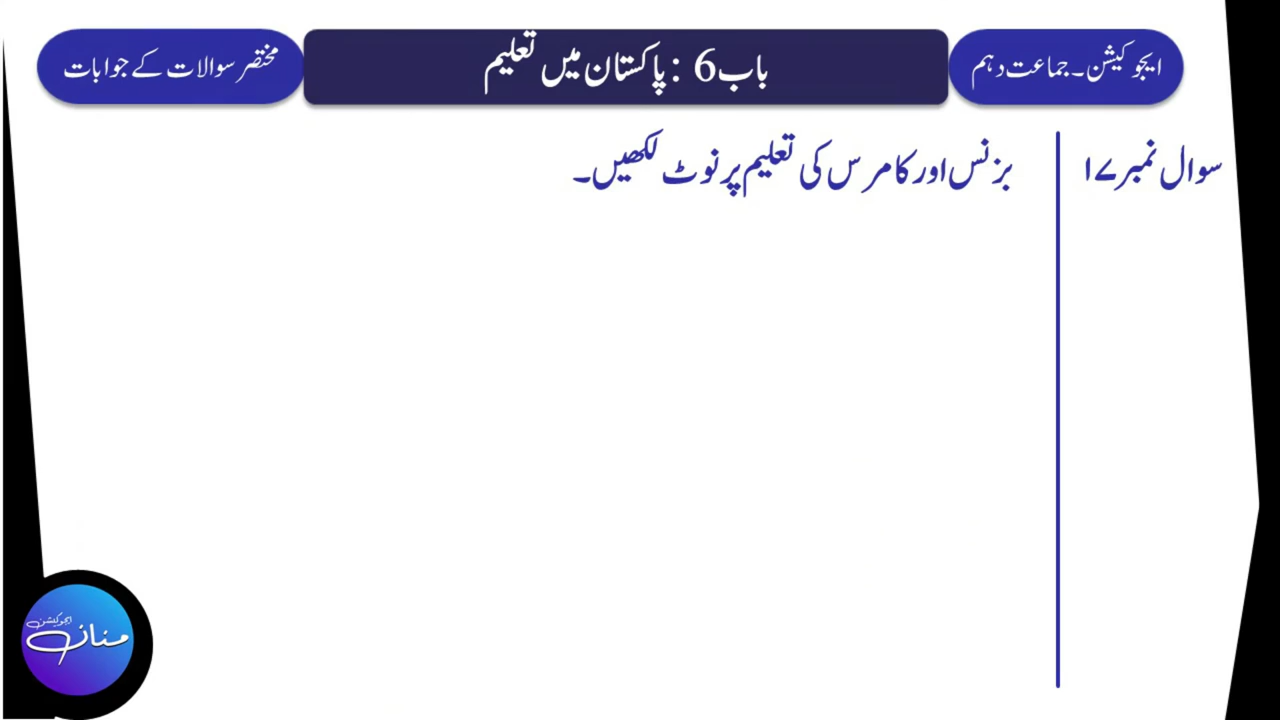 ایجوکیشن۔جماعت دہم
باب 6 : پاکستان میں تعلیم
مختصر سوالات کے جوابات
سوال نمبر ۱۷
بزنس اور کامرس کی تعلیم پر نوٹ لکھیں۔
ایجوکیشن
منان